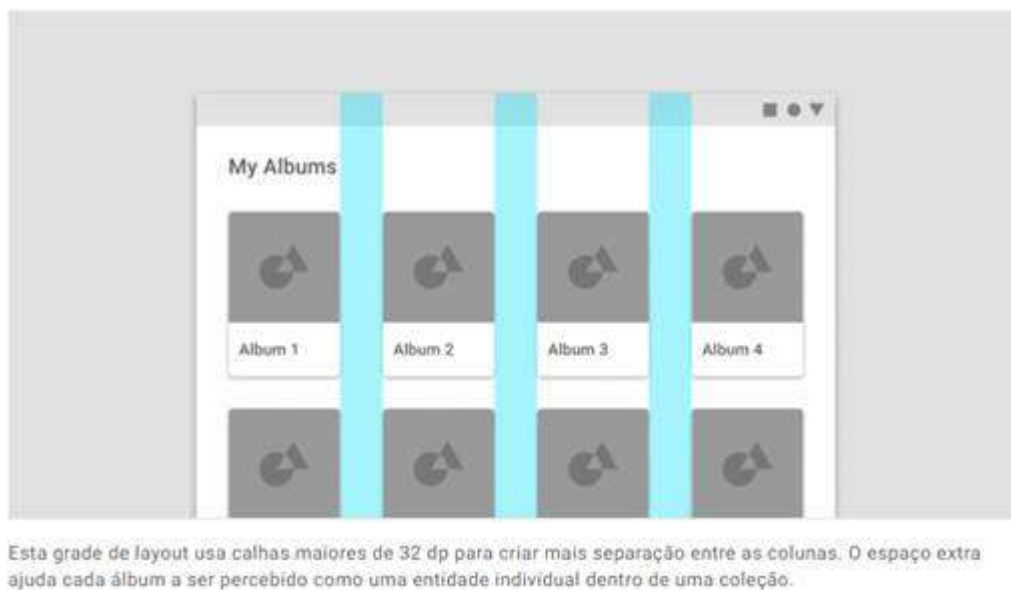 My Albums
Album 1 Album 2 Album 3 Album 4
Esta grade de layout usa calhas maiores de 32 dp para criar mais separação entre as colunas. O espaço extra
ajuda cada álbum a ser percebido como uma entidade individual dentro de uma coleção.